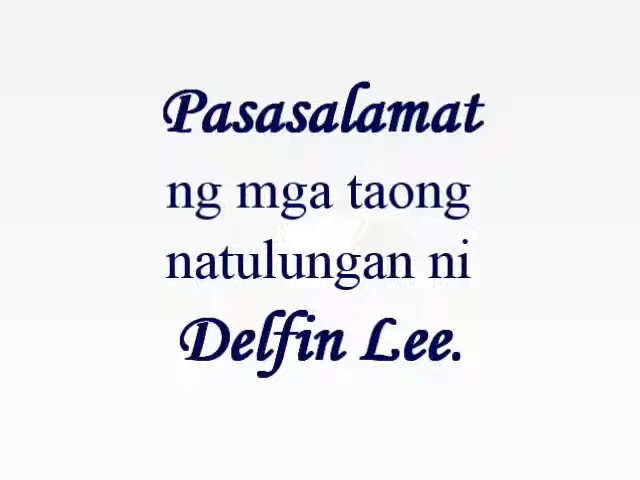 Pasasalamat
ng mga taong
natulungan ni
Delfin Lee.